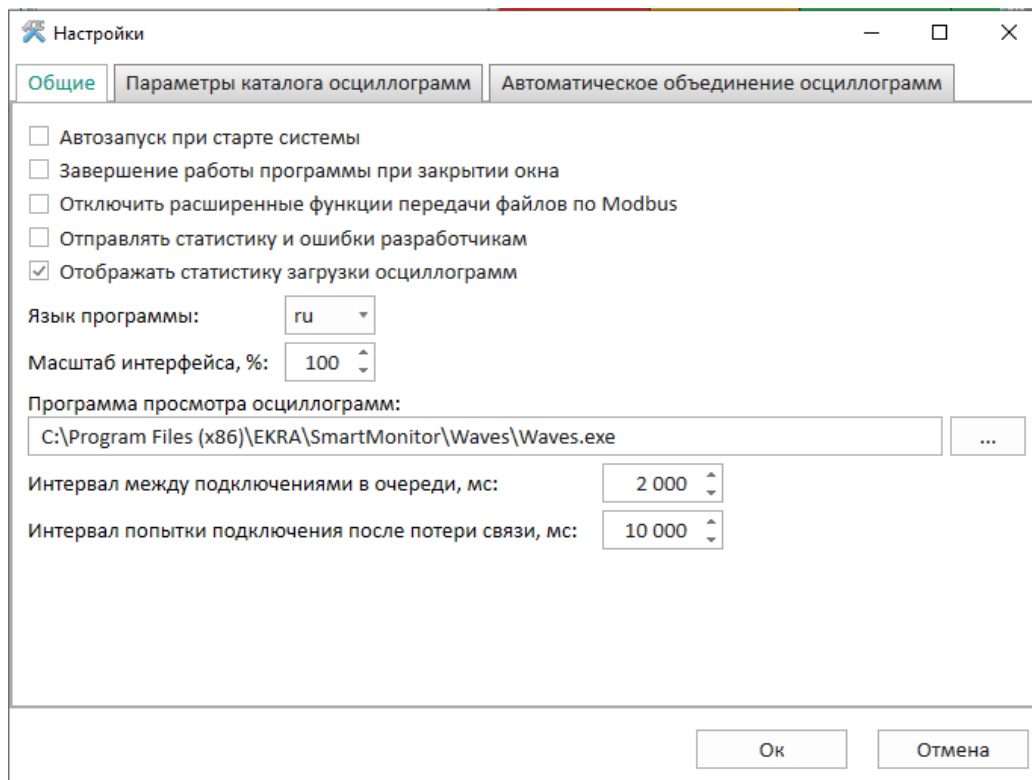 Настройки
Общие Параметры каталога осциллограмм Автоматическое объединение осциллограмм
Автозапуск при старте системы
Завершение работы программы при закрытии окна
Отключить расширенные функции передачи файлов по Modbus
Отправлять статистику и ошибки разработчикам
Отображать статистику загрузки осциллограмм
Язык программы: ru
Масштаб интерфейса, %: 100
Программа просмотра осциллограмм:
C:\Program Files (x86)\EKRA\SmartMonitor\Waves\Waves.exe ...
Интервал между подключениями в очереди, мс: 2 000
Интервал попытки подключения после потери связи, мс: 10 000
Ок Отмена